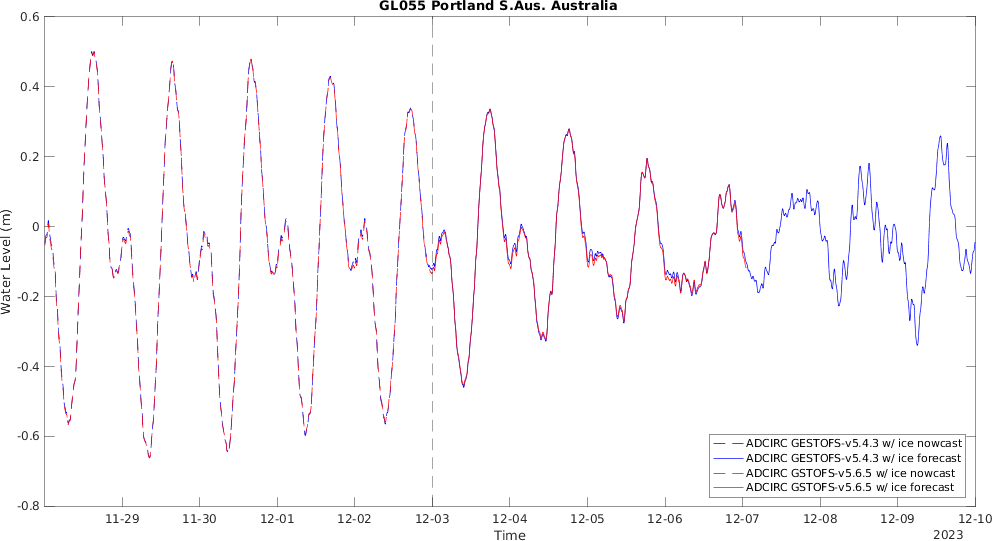 GL055 Portland S.Aus. Australia
Water Level (m)
0.6
0.4
0.2
0
-0.2
-0.4
-0.6
-0.8
ADCIRC GESTOFS-v5.4.3 w/ ice nowcast
ADCIRC GESTOFS-v5.4.3 w/ ice forecast
ADCIRC GSTOFS-v5.6.5 w/ ice nowcast
ADCIRC GSTOFS-v5.6.5 w/ ice forecast
11-29 11-30 12-01 12-02 12-03 12-04 12-05 12-06 12-07 12-08 12-09 12-10
Time
2023